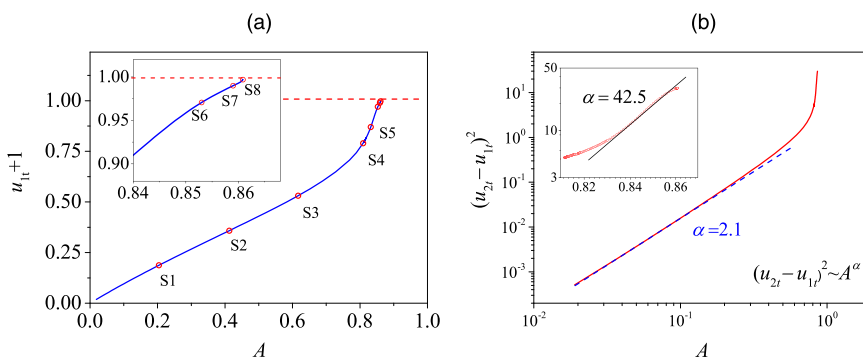 (a)
(b)
u₁ₜ+1
1.00
0.75
0.50
0.25
0.00
0.0 0.2 0.4 0.6 0.8 1.0
A
1.00
0.95
0.90
0.84 0.85 0.86
S6
S7
S8
S5
S4
S3
S2
S1
(u₂ₜ−u₁ₜ)²
10¹
10⁰
10⁻¹
10⁻²
10⁻³
10⁻² 10⁻¹ 10⁰
A
50
10
3
0.82 0.84 0.86
α = 42.5
α=2.1
(u₂ₜ−u₁ₜ)²~A^α